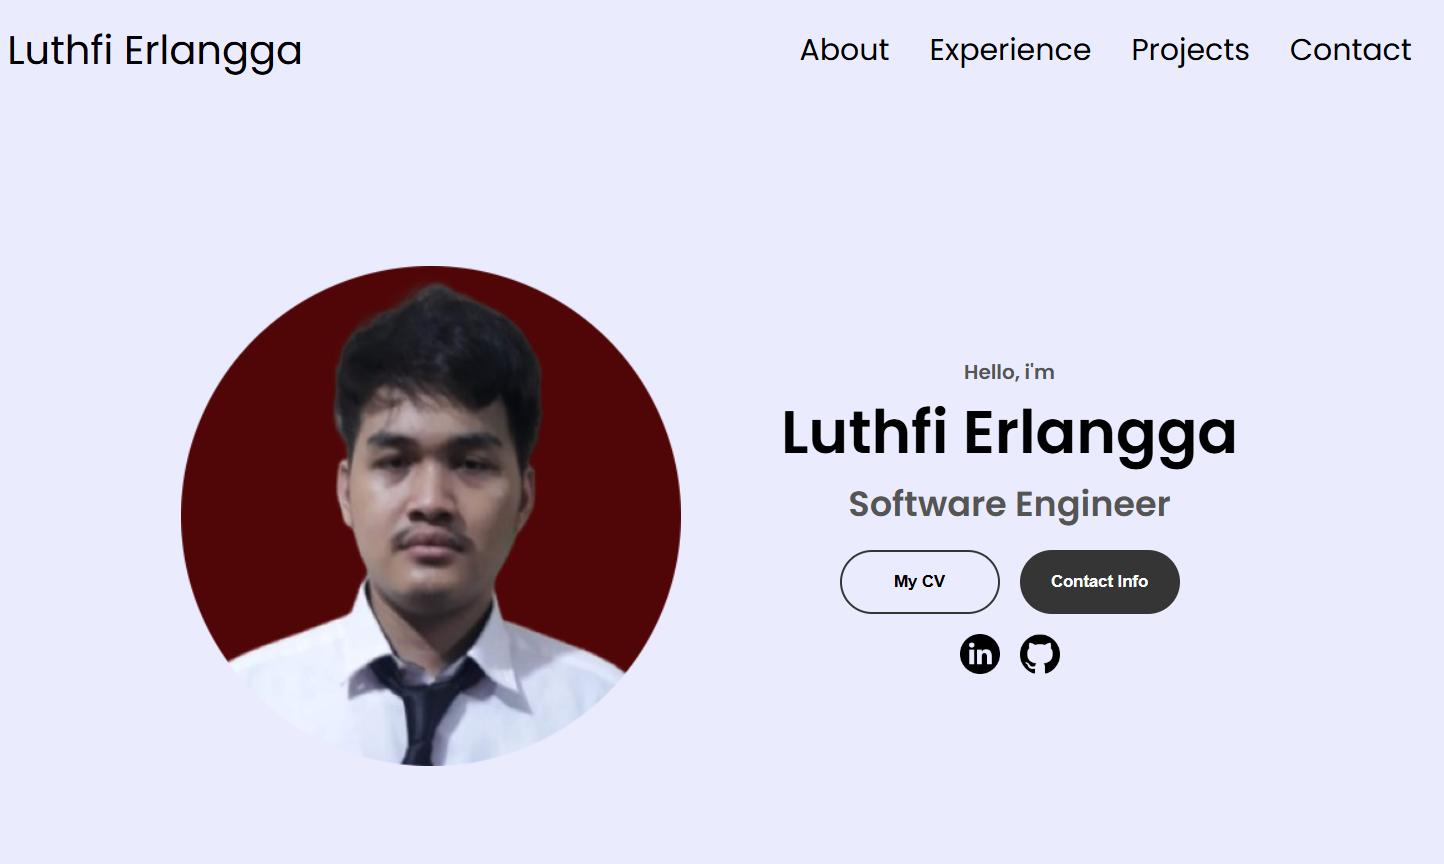 Luthfi Erlangga
About Experience Projects Contact
Hello, i'm
Luthfi Erlangga
Software Engineer
My CV
Contact Info
in